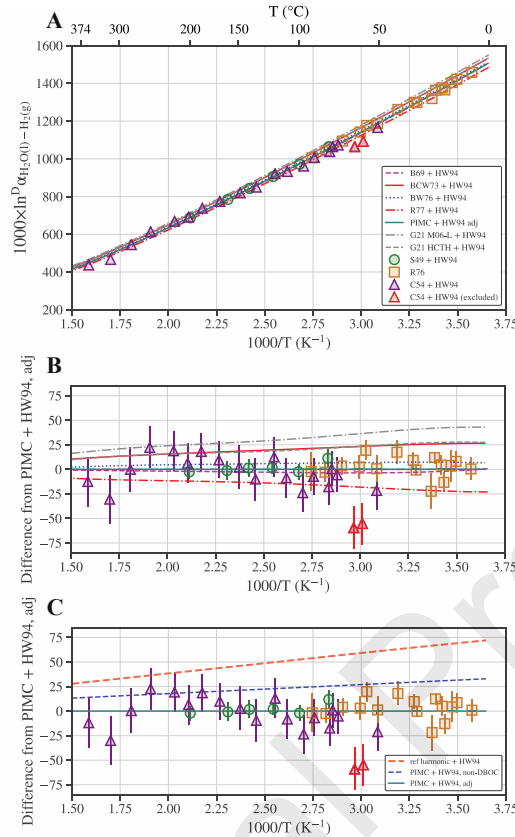 T (°C)
A
374 300 200 150 100 50 0
1000×ln^Dα_H₂O(l)−H₂(g)
1600
1400
1200
1000
800
600
400
200
B69 + HW94
BCW73 + HW94
BW76 + HW94
R77 + HW94
PIMC + HW94 adj
G21 M06-L + HW94
G21 HCTH + HW94
S49 + HW94
R76
C54 + HW94
C54 + HW94 (excluded)
1.50 1.75 2.00 2.25 2.50 2.75 3.00 3.25 3.50 3.75
1000/T (K⁻¹)
B
Difference from PIMC + HW94, adj
75
50
25
0
−25
−50
−75
1.50 1.75 2.00 2.25 2.50 2.75 3.00 3.25 3.50 3.75
1000/T (K⁻¹)
C
Difference from PIMC + HW94, adj
75
50
25
0
−25
−50
−75
ref harmonic + HW94
PIMC + HW94, non-DBOC
PIMC + HW94, adj
1.50 1.75 2.00 2.25 2.50 2.75 3.00 3.25 3.50 3.75
1000/T (K⁻¹)